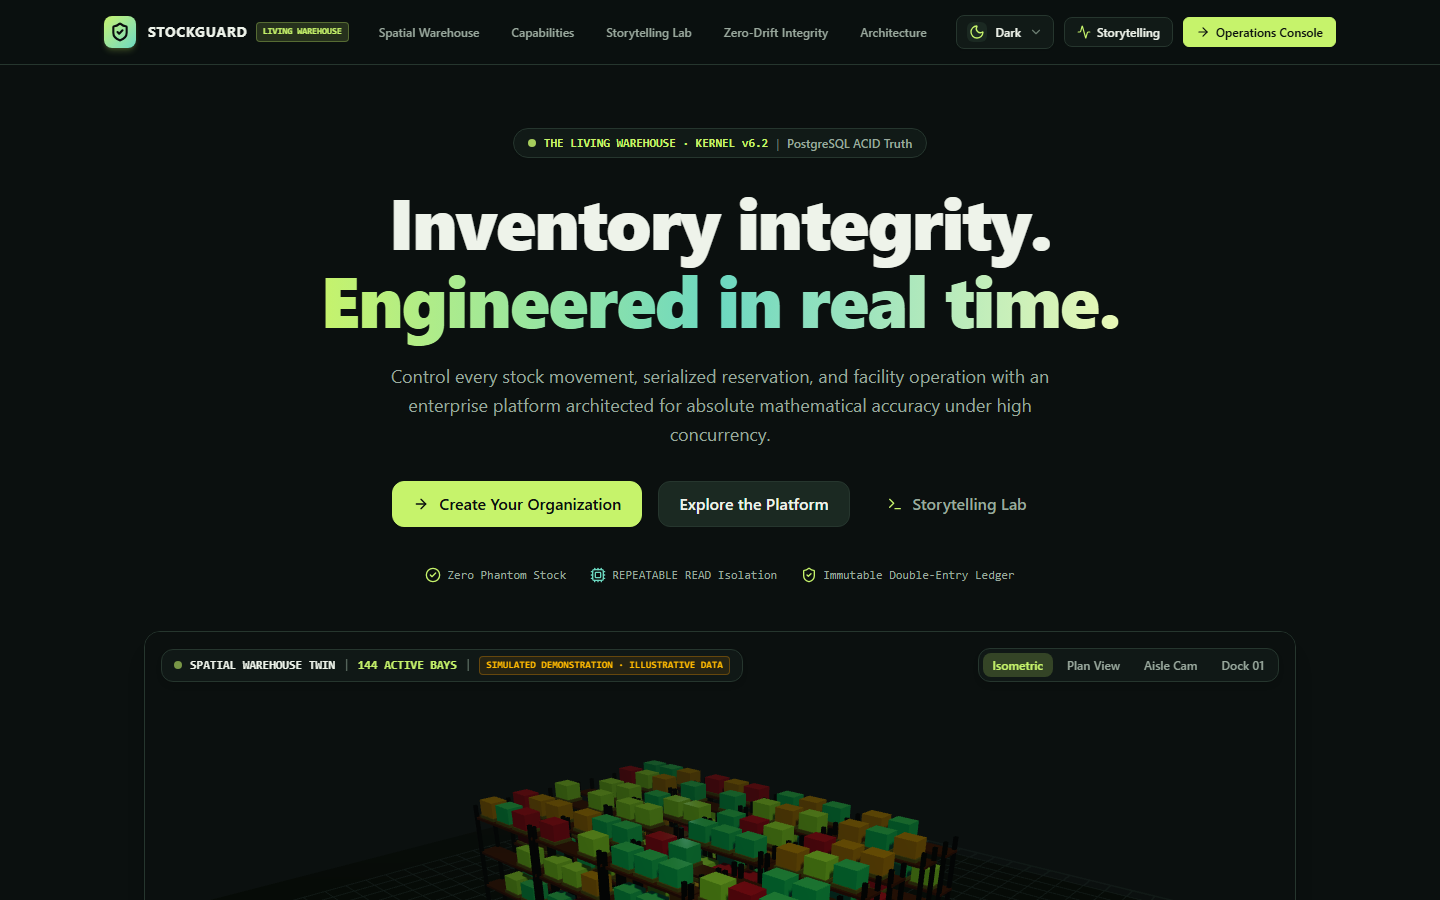 STOCKGUARD LIVING WAREHOUSE Spatial Warehouse Capabilities Storytelling Lab Zero-Drift Integrity Architecture Dark Storytelling Operations Console
THE LIVING WAREHOUSE · KERNEL v6.2 | PostgreSQL ACID Truth
Inventory integrity.
Engineered in real time.
Control every stock movement, serialized reservation, and facility operation with an
enterprise platform architected for absolute mathematical accuracy under high
concurrency.
Create Your Organization Explore the Platform Storytelling Lab
Zero Phantom Stock REPEATABLE READ Isolation Immutable Double-Entry Ledger
SPATIAL WAREHOUSE TWIN | 144 ACTIVE BAYS | SIMULATED DEMONSTRATION · ILLUSTRATIVE DATA Isometric Plan View Aisle Cam Dock 01